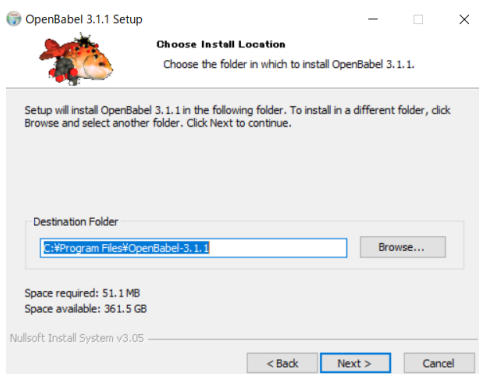 OpenBabel 3.1.1 Setup
Choose Install Location
Choose the folder in which to install OpenBabel 3.1.1.
Setup will install OpenBabel 3.1.1 in the following folder. To install in a different folder, click
Browse and select another folder. Click Next to continue.
Destination Folder
C:¥Program Files¥OpenBabel-3.1.1
Browse...
Space required: 51.1 MB
Space available: 361.5 GB
Nullsoft Install System v3.05
< Back
Next >
Cancel